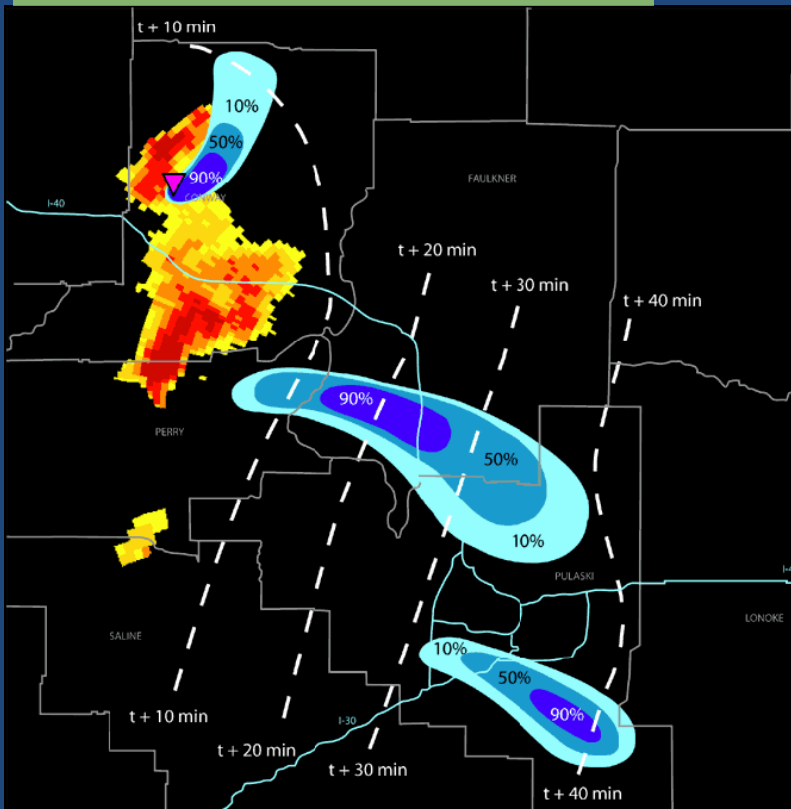 t + 10 min
10%
50%
90%
CONWAY
I-40
FAULKNER
t + 20 min
t + 30 min
t + 40 min
90%
50%
10%
PERRY
PULASKI
LONOKE
SALINE
10%
50%
90%
t + 10 min
I-30
t + 20 min
t + 30 min
t + 40 min